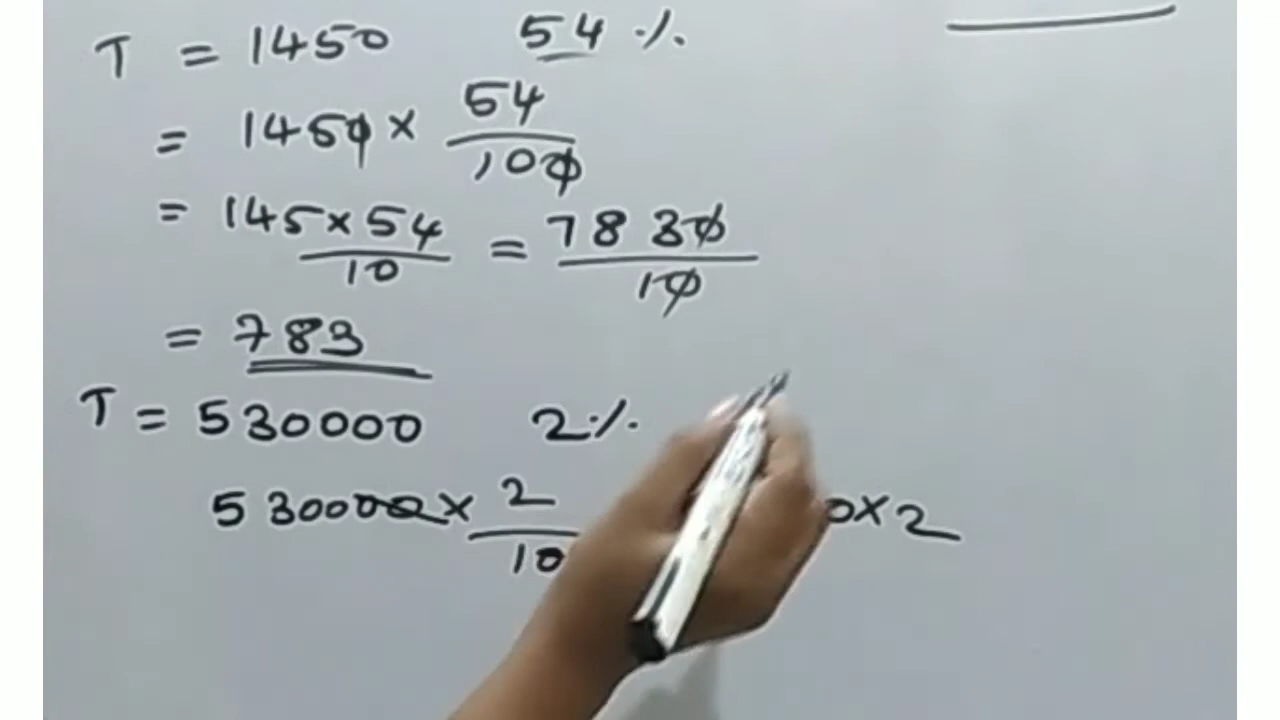 T = 1450 54 %
= 1450 × 54/100
= 145 × 54/10 = 7830/10
= 783
T = 530000 2 %
530000 × 2/10 0 × 2